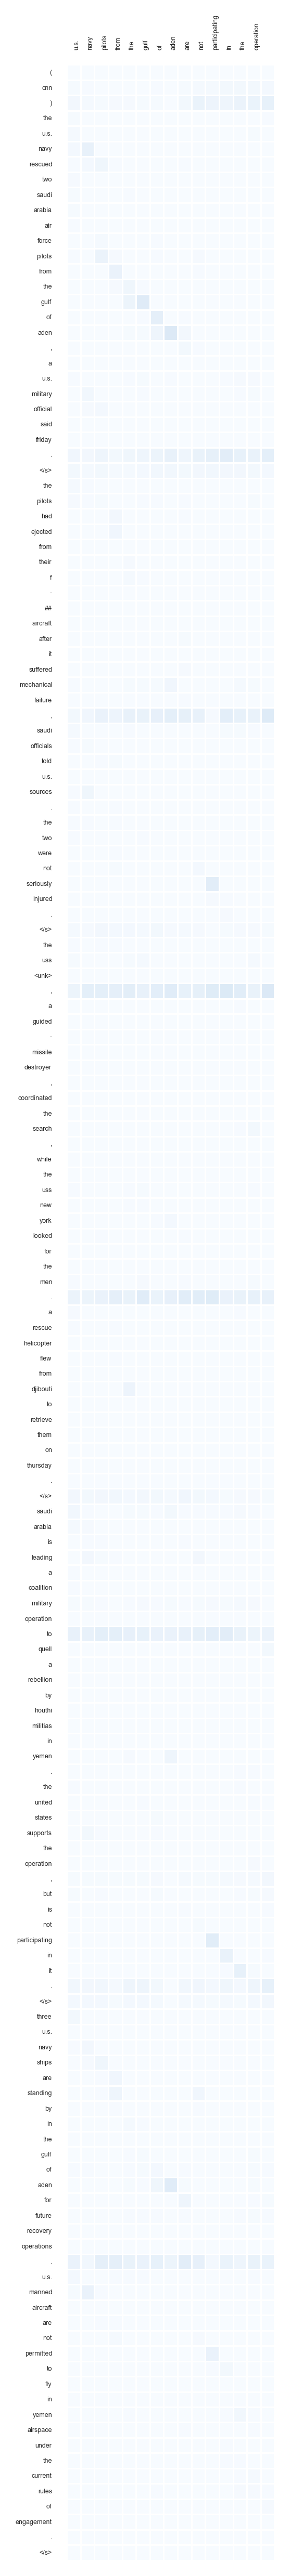 u.s.
navy
pilots
from
the
gulf
of
aden
are
not
participating
in
the
operation
(
cnn
)
the
u.s.
navy
rescued
two
saudi
arabia
air
force
pilots
from
the
gulf
of
aden
,
a
u.s.
military
official
said
friday
.
</s>
the
pilots
had
ejected
from
their
f
-
##
aircraft
after
it
suffered
mechanical
failure
,
saudi
officials
told
u.s.
sources
.
the
two
were
not
seriously
injured
.
</s>
the
uss
<unk>
,
a
guided
-
missile
destroyer
,
coordinated
the
search
,
while
the
uss
new
york
looked
for
the
men
.
a
rescue
helicopter
flew
from
djibouti
to
retrieve
them
on
thursday
.
</s>
saudi
arabia
is
leading
a
coalition
military
operation
to
quell
a
rebellion
by
houthi
militias
in
yemen
.
the
united
states
supports
the
operation
,
but
is
not
participating
in
it
.
</s>
three
u.s.
navy
ships
are
standing
by
in
the
gulf
of
aden
for
future
recovery
operations
.
u.s.
manned
aircraft
are
not
permitted
to
fly
in
yemen
airspace
under
the
current
rules
of
engagement
.
</s>